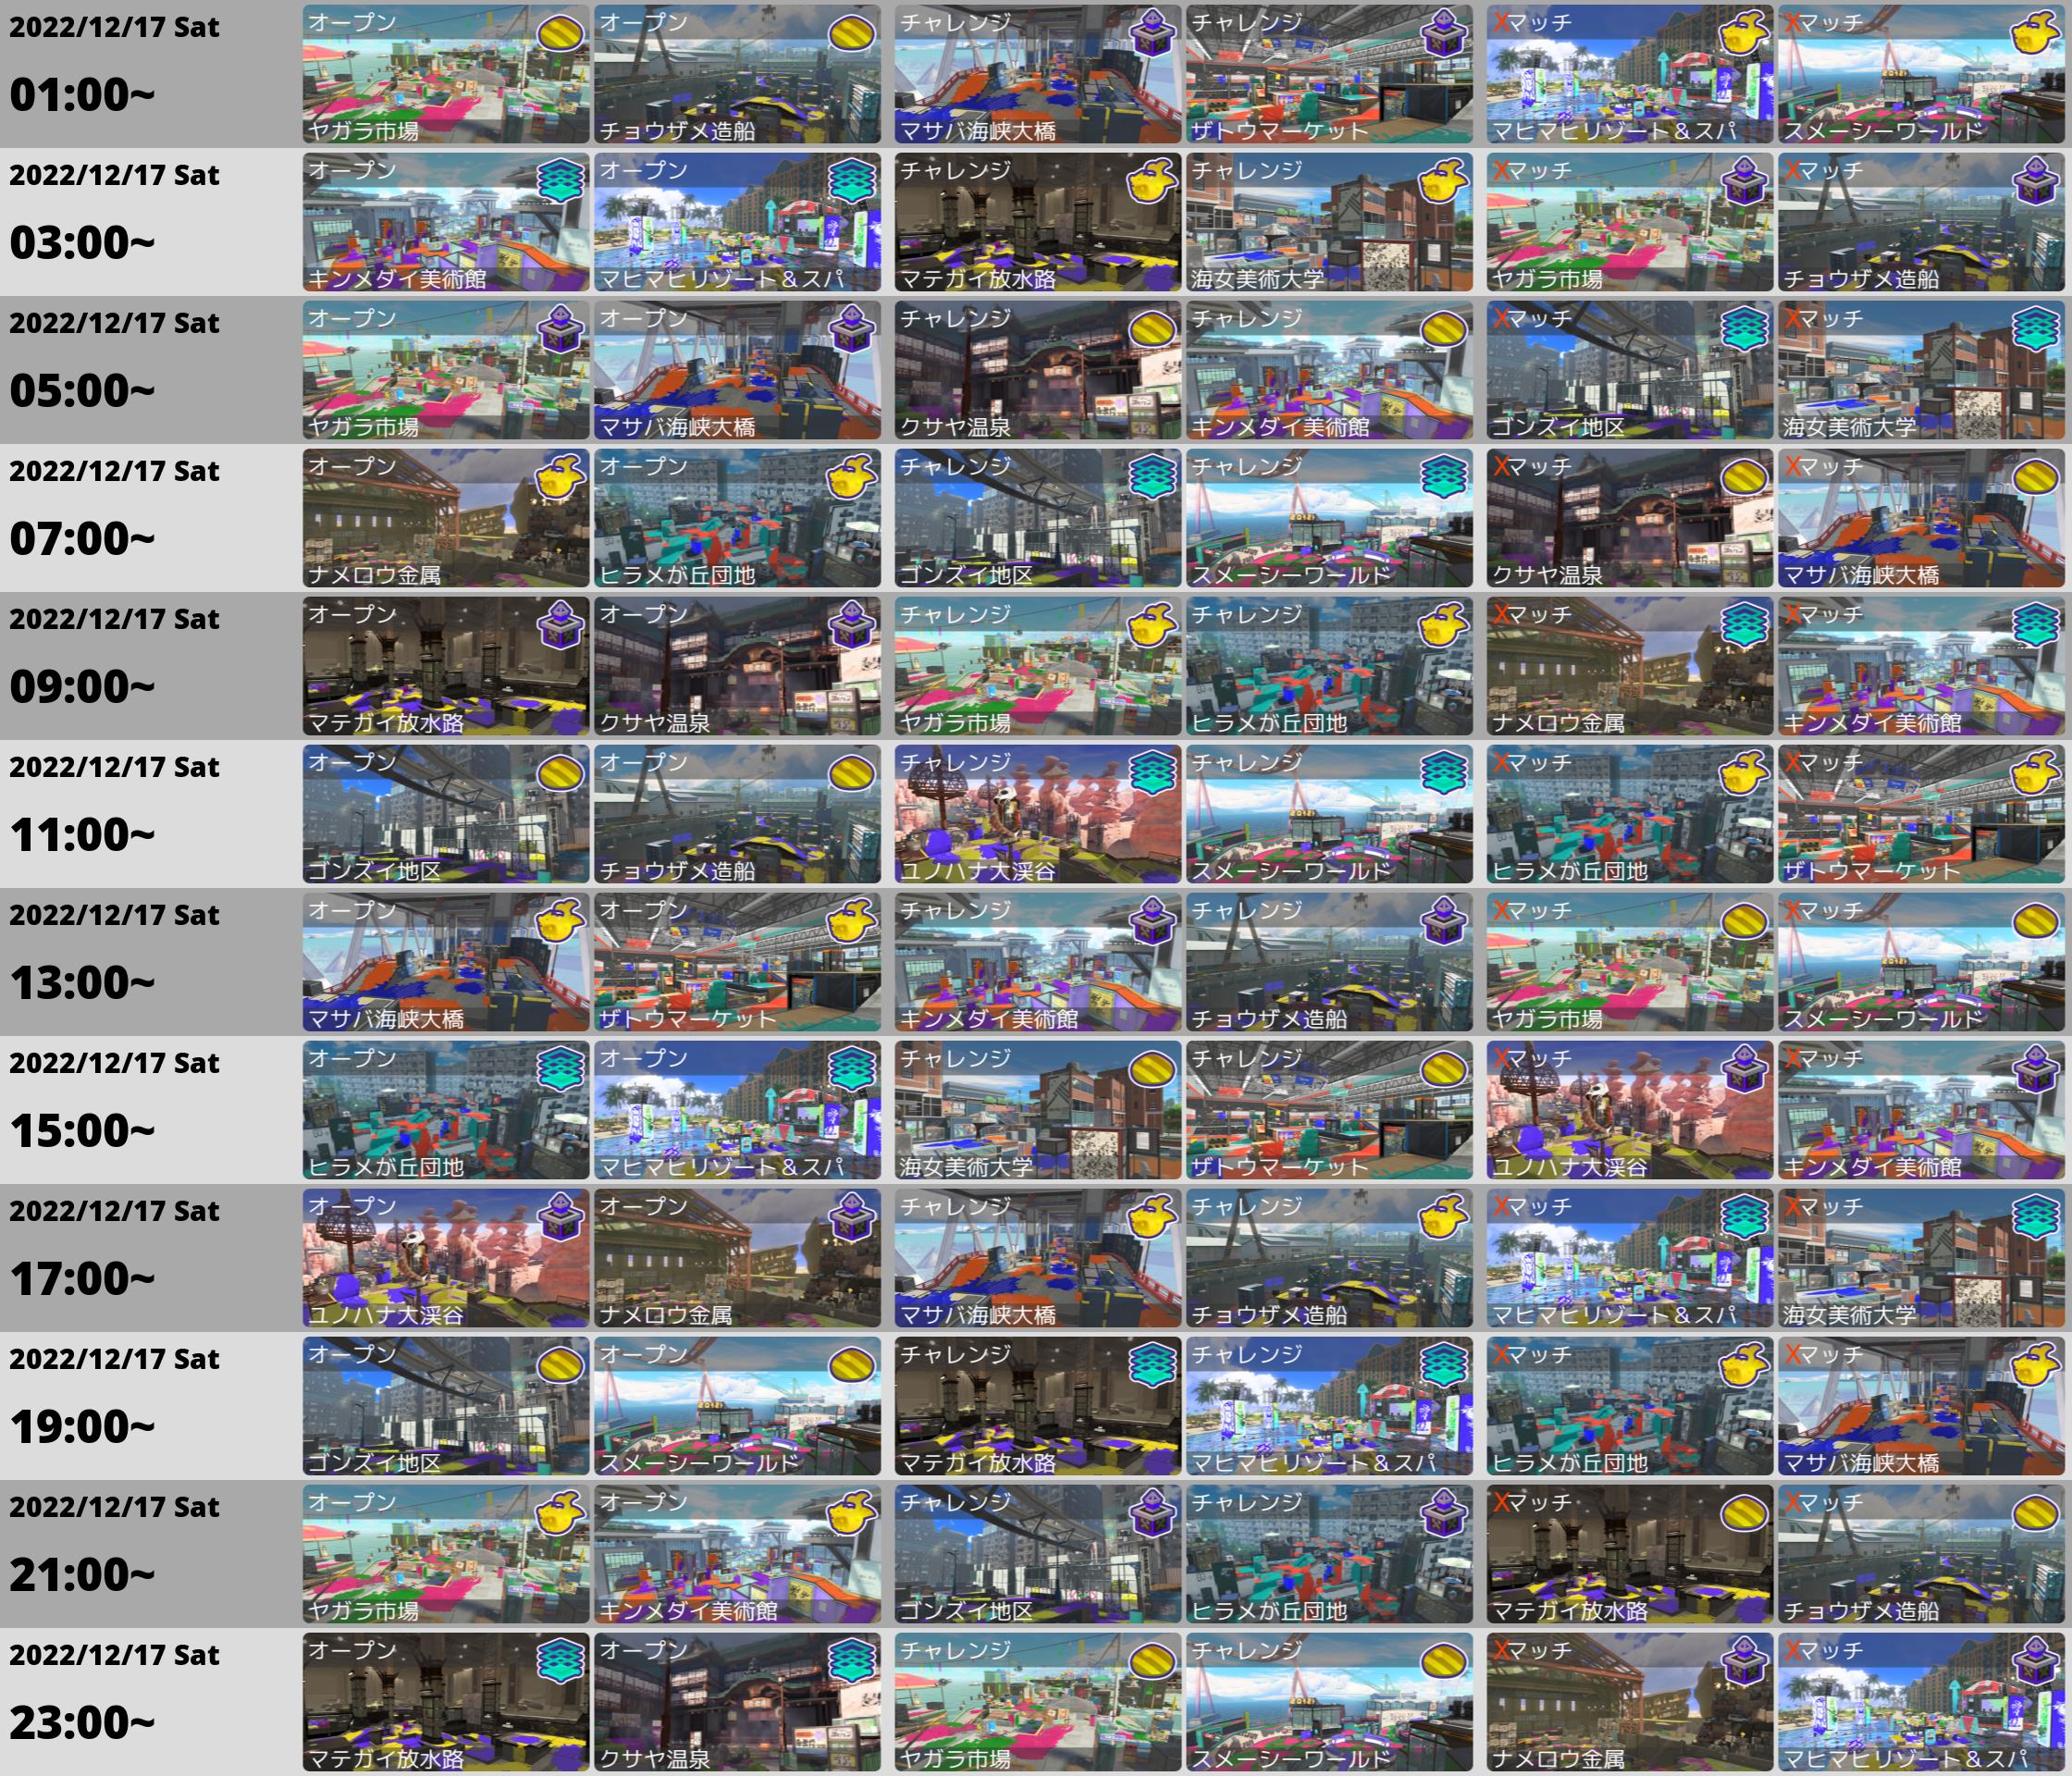 2022/12/17 Sat
01:00~
オープン オープン チャレンジ チャレンジ Xマッチ Xマッチ
ヤガラ市場 チョウザメ造船 マサバ海峡大橋 ザトウマーケット マヒマヒリゾート&スパ スメーシーワールド
2022/12/17 Sat
03:00~
オープン オープン チャレンジ チャレンジ Xマッチ Xマッチ
キンメダイ美術館 マヒマヒリゾート&スパ マテガイ放水路 海女美術大学 ヤガラ市場 チョウザメ造船
2022/12/17 Sat
05:00~
オープン オープン チャレンジ チャレンジ Xマッチ Xマッチ
ヤガラ市場 マサバ海峡大橋 クサヤ温泉 キンメダイ美術館 ゴンズイ地区 海女美術大学
2022/12/17 Sat
07:00~
オープン オープン チャレンジ チャレンジ Xマッチ Xマッチ
ナメロウ金属 ヒラメが丘団地 ゴンズイ地区 スメーシーワールド クサヤ温泉 マサバ海峡大橋
2022/12/17 Sat
09:00~
オープン オープン チャレンジ チャレンジ Xマッチ Xマッチ
マテガイ放水路 クサヤ温泉 ヤガラ市場 ヒラメが丘団地 ナメロウ金属 キンメダイ美術館
2022/12/17 Sat
11:00~
オープン オープン チャレンジ チャレンジ Xマッチ Xマッチ
ゴンズイ地区 チョウザメ造船 ユノハナ大渓谷 スメーシーワールド ヒラメが丘団地 ザトウマーケット
2022/12/17 Sat
13:00~
オープン オープン チャレンジ チャレンジ Xマッチ Xマッチ
マサバ海峡大橋 ザトウマーケット キンメダイ美術館 チョウザメ造船 ヤガラ市場 スメーシーワールド
2022/12/17 Sat
15:00~
オープン オープン チャレンジ チャレンジ Xマッチ Xマッチ
ヒラメが丘団地 マヒマヒリゾート&スパ 海女美術大学 ザトウマーケット ユノハナ大渓谷 キンメダイ美術館
2022/12/17 Sat
17:00~
オープン オープン チャレンジ チャレンジ Xマッチ Xマッチ
ユノハナ大渓谷 ナメロウ金属 マサバ海峡大橋 チョウザメ造船 マヒマヒリゾート&スパ 海女美術大学
2022/12/17 Sat
19:00~
オープン オープン チャレンジ チャレンジ Xマッチ Xマッチ
ゴンズイ地区 スメーシーワールド マテガイ放水路 マヒマヒリゾート&スパ ヒラメが丘団地 マサバ海峡大橋
2022/12/17 Sat
21:00~
オープン オープン チャレンジ チャレンジ Xマッチ Xマッチ
ヤガラ市場 キンメダイ美術館 ゴンズイ地区 ヒラメが丘団地 マテガイ放水路 チョウザメ造船
2022/12/17 Sat
23:00~
オープン オープン チャレンジ チャレンジ Xマッチ Xマッチ
マテガイ放水路 クサヤ温泉 ヤガラ市場 スメーシーワールド ナメロウ金属 マヒマヒリゾート&スパ